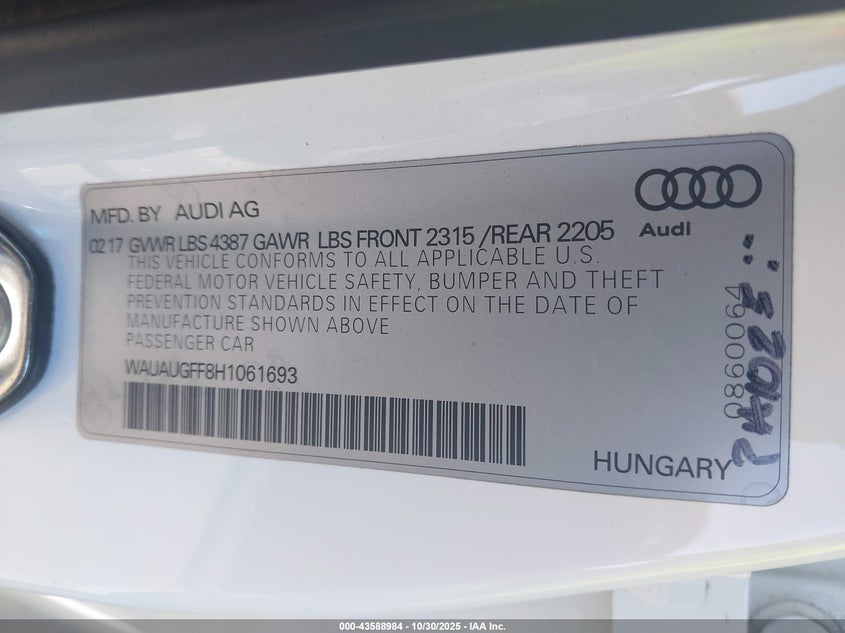 MFD. BY AUDI AG
Audi
02 17 GVWR LBS 4387 GAWR LBS FRONT 2315 /REAR 2205
THIS VEHICLE CONFORMS TO ALL APPLICABLE U.S.
FEDERAL MOTOR VEHICLE SAFETY, BUMPER AND THEFT
PREVENTION STANDARDS IN EFFECT ON THE DATE OF
MANUFACTURE SHOWN ABOVE
PASSENGER CAR
WAUAUGFF8H1061693
HUNGARY
0860064
000-43588984 - 10/30/2025 - IAA Inc.